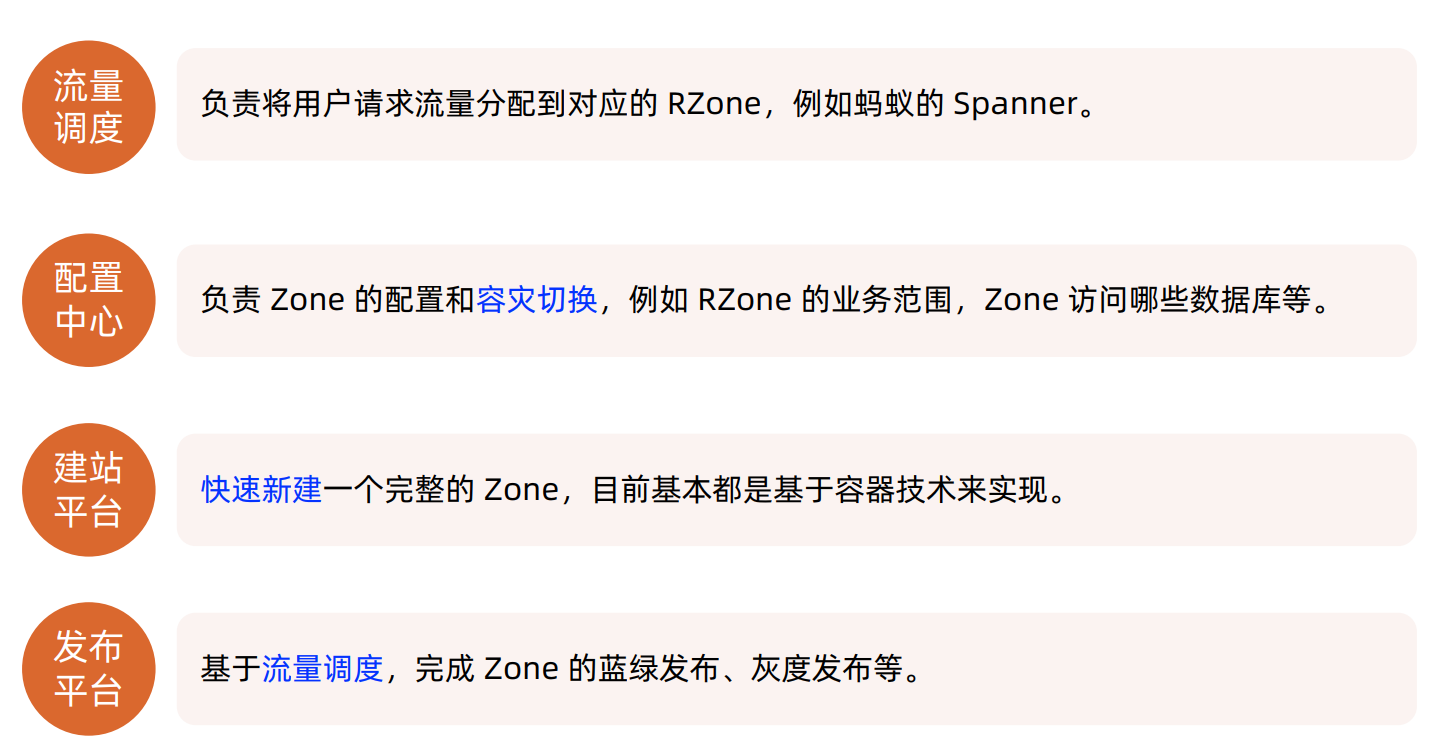 流量
调度
负责将用户请求流量分配到对应的 RZone，例如蚂蚁的 Spanner。
配置
中心
负责 Zone 的配置和容灾切换，例如 RZone 的业务范围，Zone 访问哪些数据库等。
建站
平台
快速新建一个完整的 Zone，目前基本都是基于容器技术来实现。
发布
平台
基于流量调度，完成 Zone 的蓝绿发布、灰度发布等。